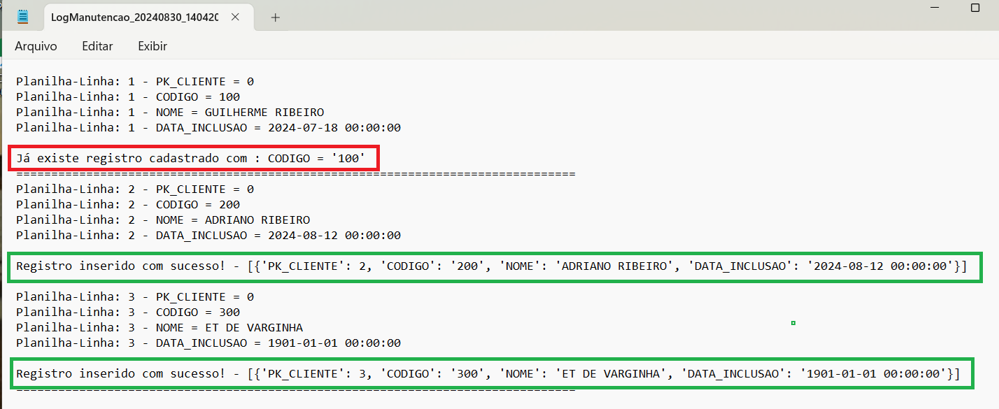 LogManutencao_20240830_140420
Arquivo Editar Exibir
Planilha-Linha: 1 - PK_CLIENTE = 0
Planilha-Linha: 1 - CODIGO = 100
Planilha-Linha: 1 - NOME = GUILHERME RIBEIRO
Planilha-Linha: 1 - DATA_INCLUSAO = 2024-07-18 00:00:00
Já existe registro cadastrado com : CODIGO = '100'
================================================================================
Planilha-Linha: 2 - PK_CLIENTE = 0
Planilha-Linha: 2 - CODIGO = 200
Planilha-Linha: 2 - NOME = ADRIANO RIBEIRO
Planilha-Linha: 2 - DATA_INCLUSAO = 2024-08-12 00:00:00
Registro inserido com sucesso! - [{'PK_CLIENTE': 2, 'CODIGO': '200', 'NOME': 'ADRIANO RIBEIRO', 'DATA_INCLUSAO': '2024-08-12 00:00:00'}]
Planilha-Linha: 3 - PK_CLIENTE = 0
Planilha-Linha: 3 - CODIGO = 300
Planilha-Linha: 3 - NOME = ET DE VARGINHA
Planilha-Linha: 3 - DATA_INCLUSAO = 1901-01-01 00:00:00
Registro inserido com sucesso! - [{'PK_CLIENTE': 3, 'CODIGO': '300', 'NOME': 'ET DE VARGINHA', 'DATA_INCLUSAO': '1901-01-01 00:00:00'}]
================================================================================